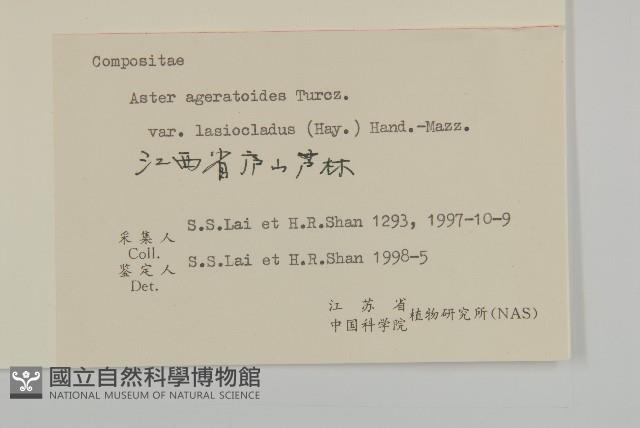 Compositae
Aster ageratoides Turcz.
var. lasiocladus (Hay.) Hand.-Mazz.
江西省庐山芦林
采集人 S.S.Lai et H.R.Shan 1293, 1997-10-9
Coll.
鉴定人 S.S.Lai et H.R.Shan 1998-5
Det.
江苏省
中国科学院 植物研究所(NAS)
國立自然科學博物館
NATIONAL MUSEUM OF NATURAL SCIENCE